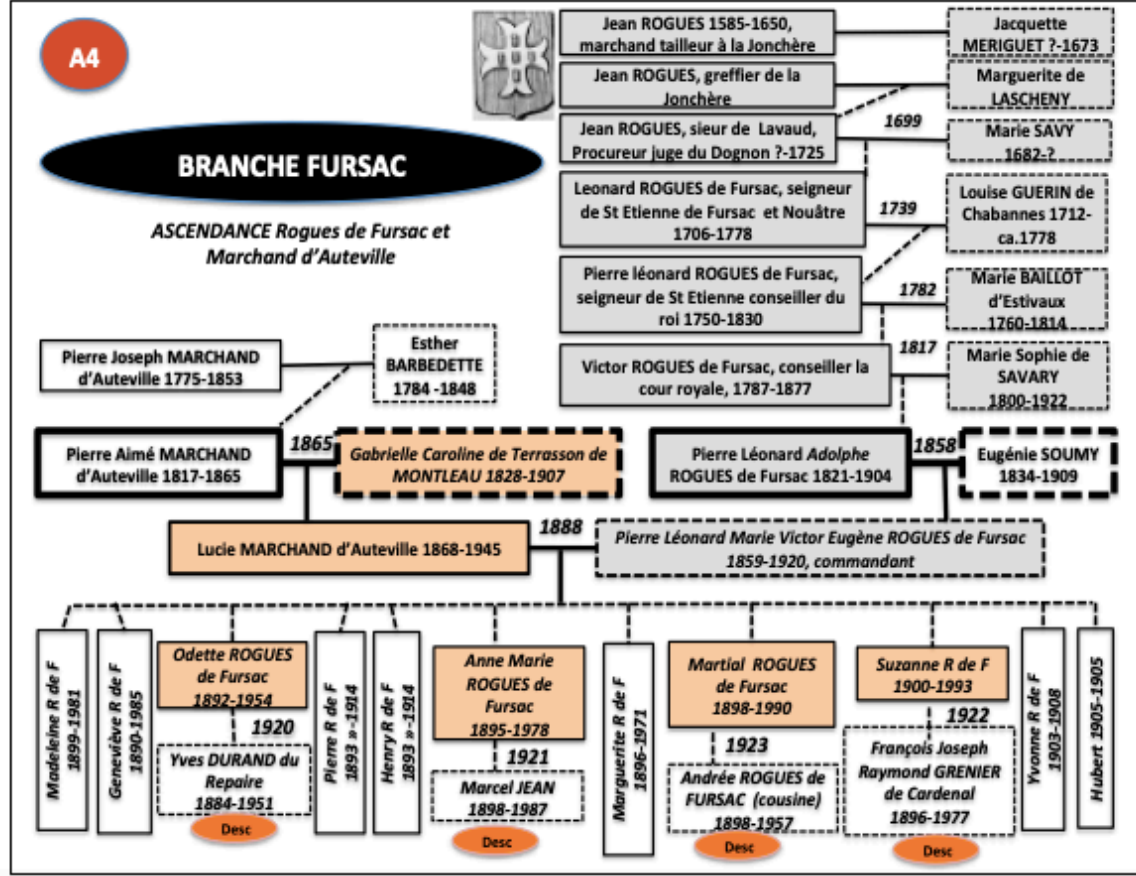 A4
BRANCHE FURSAC
ASCENDANCE Rogues de Fursac et
Marchand d'Auteville
Jean ROGUES 1585-1650,
marchand tailleur à la Jonchère
Jacquette
MERIGUET ?-1673
Jean ROGUES, greffier de la
Jonchère
Marguerite de
LASCHENY
Jean ROGUES, sieur de Lavaud,
Procureur juge du Dognon ?-1725
1699
Marie SAVY
1682-?
Leonard ROGUES de Fursac, seigneur
de St Etienne de Fursac et Nouâtre
1706-1778
1739
Louise GUERIN de
Chabannes 1712-
ca.1778
Pierre léonard ROGUES de Fursac,
seigneur de St Etienne conseiller du
roi 1750-1830
1782
Marie BAILLOT
d'Estivaux
1760-1814
Victor ROGUES de Fursac, conseiller la
cour royale, 1787-1877
1817
Marie Sophie de
SAVARY
1800-1922
Pierre Joseph MARCHAND
d'Auteville 1775-1853
Esther
BARBEDETTE
1784 -1848
Pierre Aimé MARCHAND
d'Auteville 1817-1865
1865
Gabrielle Caroline de Terrasson de
MONTLEAU 1828-1907
Pierre Léonard Adolphe
ROGUES de Fursac 1821-1904
1858
Eugénie SOUMY
1834-1909
Lucie MARCHAND d'Auteville 1868-1945
1888
Pierre Léonard Marie Victor Eugène ROGUES de Fursac
1859-1920, commandant
Madeleine R de F
1899-1981
Geneviève R de F
1890-1985
Odette ROGUES
de Fursac
1892-1954
1920
Yves DURAND du
Repaire
1884-1951
Desc
Pierre R de F
1893 »-1914
Henry R de F
1893 »-1914
Anne Marie
ROGUES de
Fursac
1895-1978
1921
Marcel JEAN
1898-1987
Desc
Marguerite R de F
1896-1971
Martial ROGUES
de Fursac
1898-1990
1923
Andrée ROGUES de
FURSAC (cousine)
1898-1957
Desc
Suzanne R de F
1900-1993
1922
François Joseph
Raymond GRENIER
de Cardenal
1896-1977
Desc
Yvonne R de F
1903-1908
Hubert 1905-1905